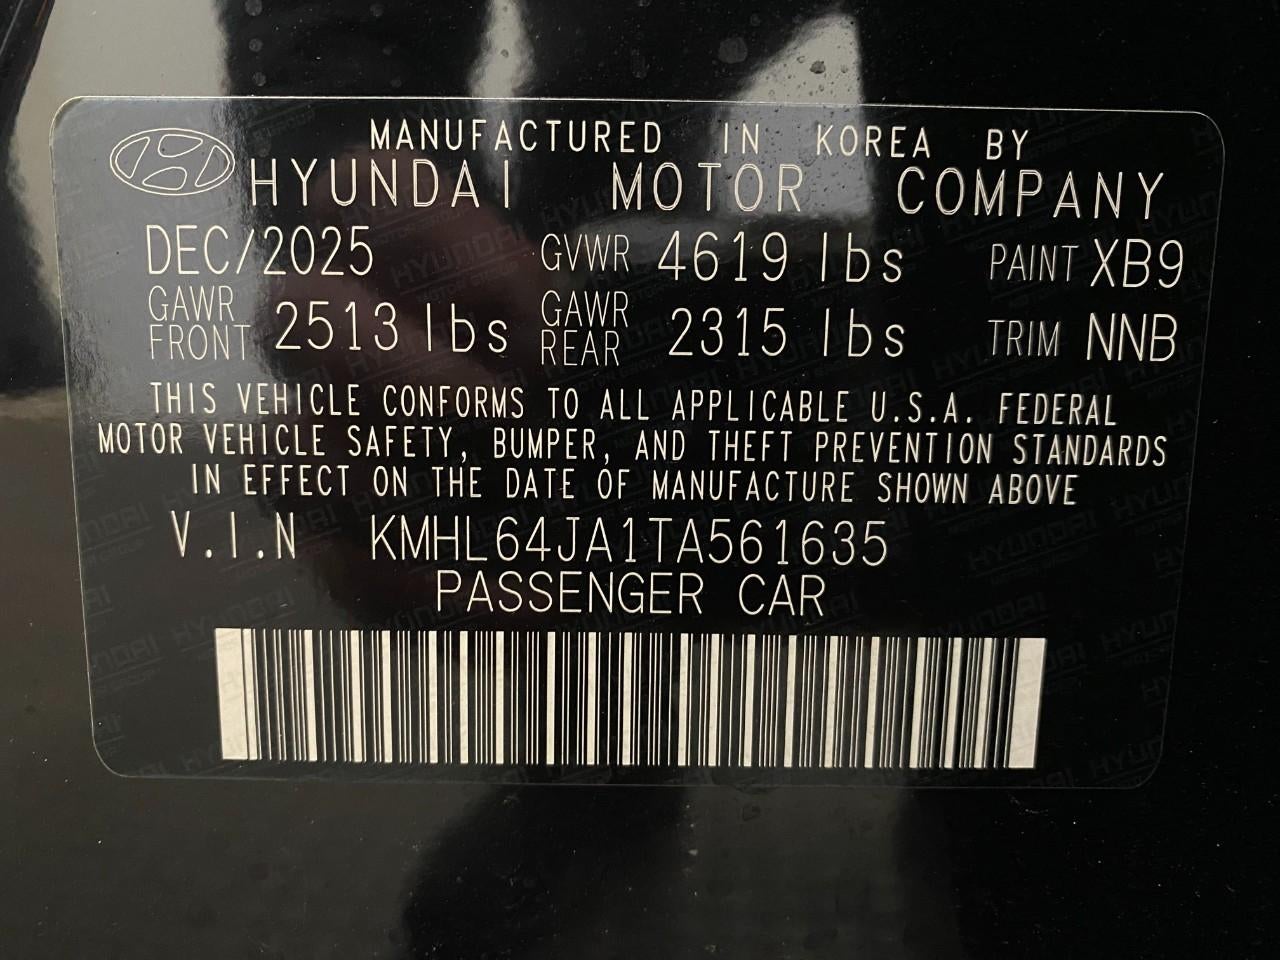 MANUFACTURED IN KOREA BY
HYUNDAI MOTOR COMPANY
DEC/2025 GVWR 4619 lbs PAINT XB9
GAWR FRONT 2513 lbs GAWR REAR 2315 lbs TRIM NNB
THIS VEHICLE CONFORMS TO ALL APPLICABLE U.S.A. FEDERAL
MOTOR VEHICLE SAFETY, BUMPER, AND THEFT PREVENTION STANDARDS
IN EFFECT ON THE DATE OF MANUFACTURE SHOWN ABOVE
V.I.N KMHL64JA1TA561635
PASSENGER CAR